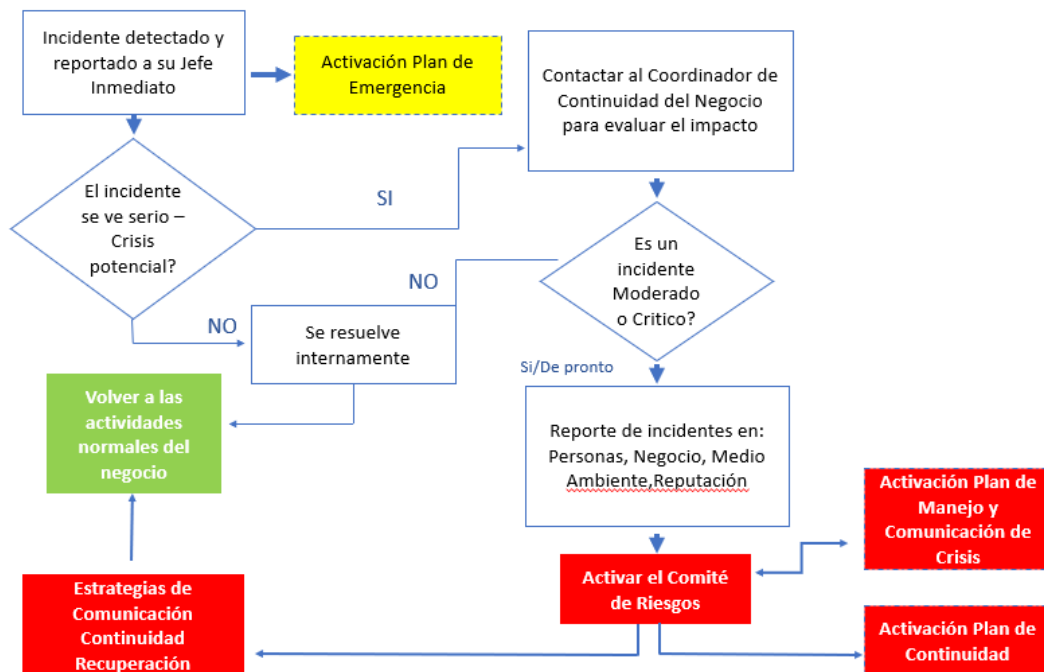 Incidente detectado y
reportado a su Jefe
Inmediato
Activación Plan de
Emergencia
Contactar al Coordinador de
Continuidad del Negocio
para evaluar el impacto
El incidente
se ve serio –
Crisis
potencial?
SI
Es un
incidente
Moderado
o Critico?
NO
NO
Se resuelve
internamente
Si/De pronto
Volver a las
actividades
normales del
negocio
Reporte de incidentes en:
Personas, Negocio, Medio
Ambiente,Reputación
Activación Plan de
Manejo y
Comunicación de
Crisis
Activar el Comité
de Riesgos
Estrategias de
Comunicación
Continuidad
Recuperación
Activación Plan de
Continuidad